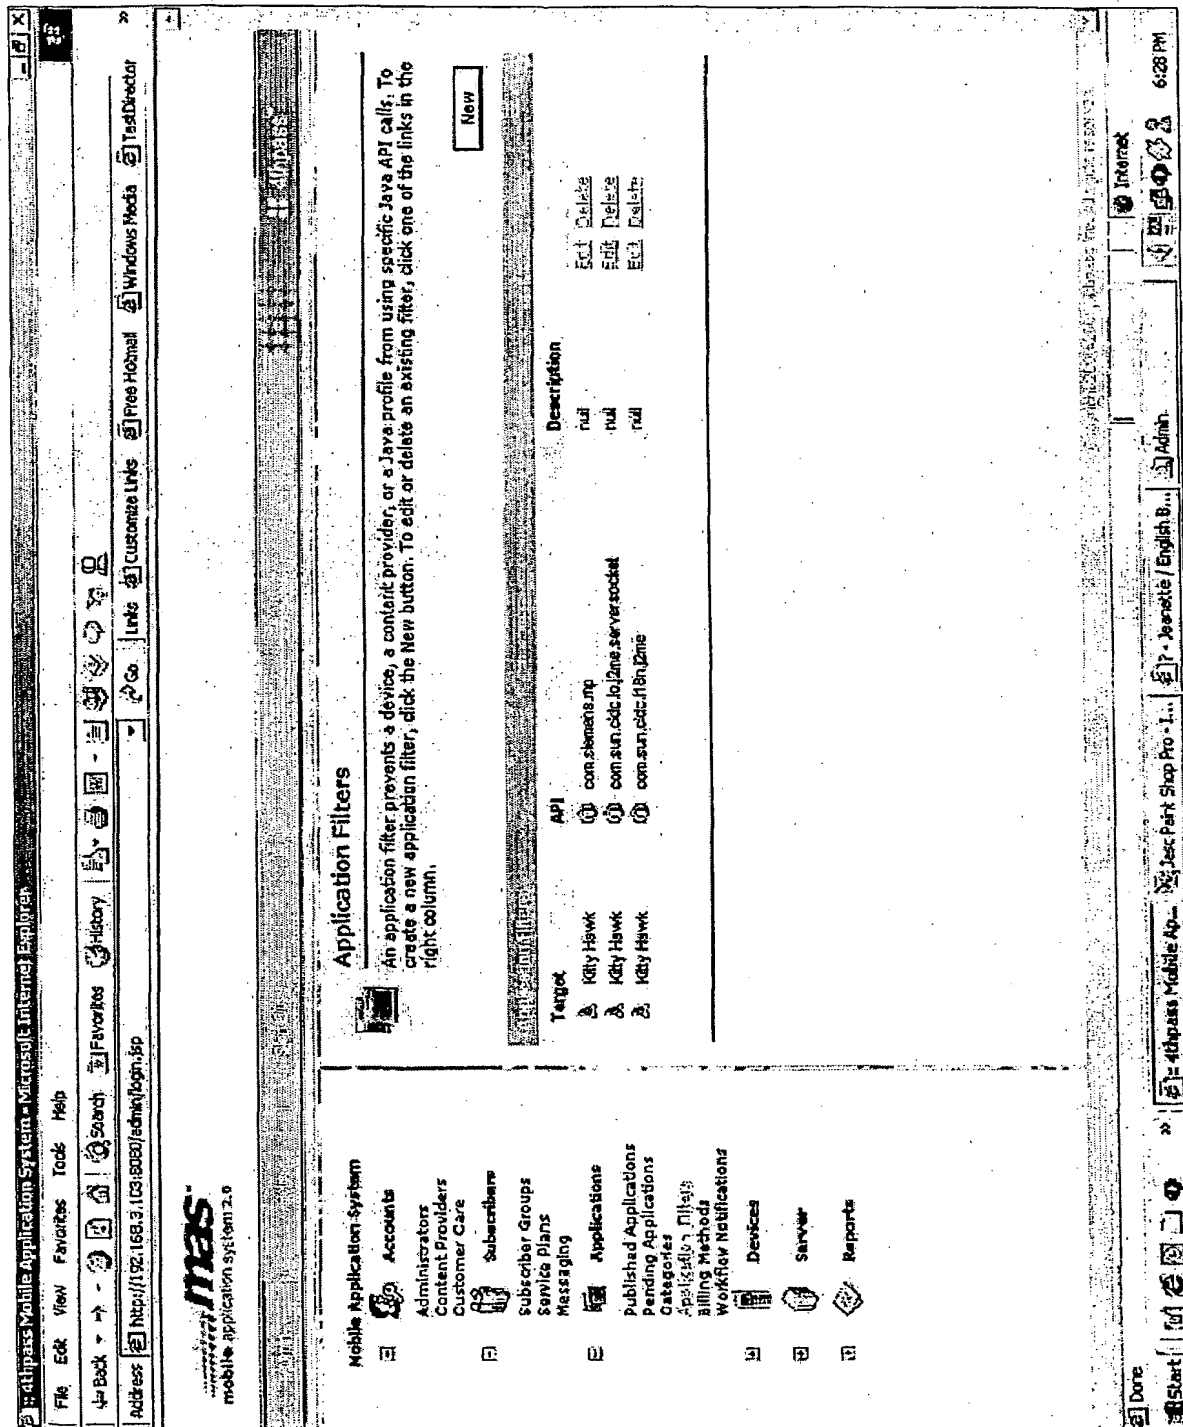 4thpass Mobile Application System - Microsoft Internet Explorer
File Edit View Favorites Tools Help
Back Search Favorites History
Address http://192.168.3.103:8080/admin/login.jsp Go Links Customize Links Free Hotmail Windows Media TestDirector
mas
mobile application system 2.0
Mobile Application System
Accounts
Administrators
Content Providers
Customer Care
Subscribers
Subscriber Groups
Service Plans
Messaging
Applications
Published Applications
Pending Applications
Categories
Application Filters
Billing Methods
Workflow Notifications
Devices
Server
Reports
Application Filters
An application filter prevents a device, a content provider, or a Java profile from using specific Java API calls. To
create a new application filter, click the New button. To edit or delete an existing filter, click one of the links in the
right column.
New
Target API Description
Kitty Hawk com.siemens.mp null Edit Delete
Kitty Hawk com.sun.cldc.io.j2me.serversocket null Edit Delete
Kitty Hawk com.sun.cldc.i18n.j2me null Edit Delete
Done Internet
Start 4thpass Mobile Ap... Jasc Paint Shop Pro - I... ? - Jeanette / English B... Admin 6:28 PM